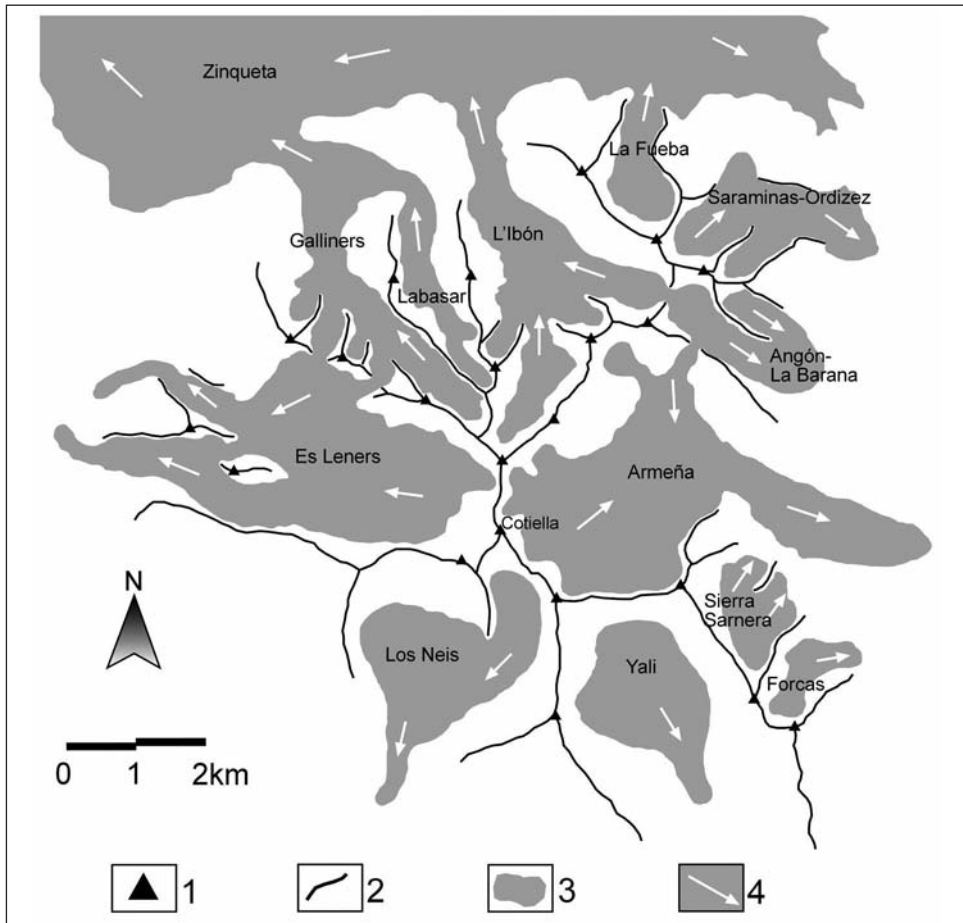 Zinqueta
La Fueba
Saraminas-Ordizez
L'Ibón
Galliners
Labasar
Angón-
La Barana
Es Leners
Armeña
Cotiella
N
Sierra
Sarnera
Los Neis
Yali
Forcas
0 1 2km
1 2 3 4